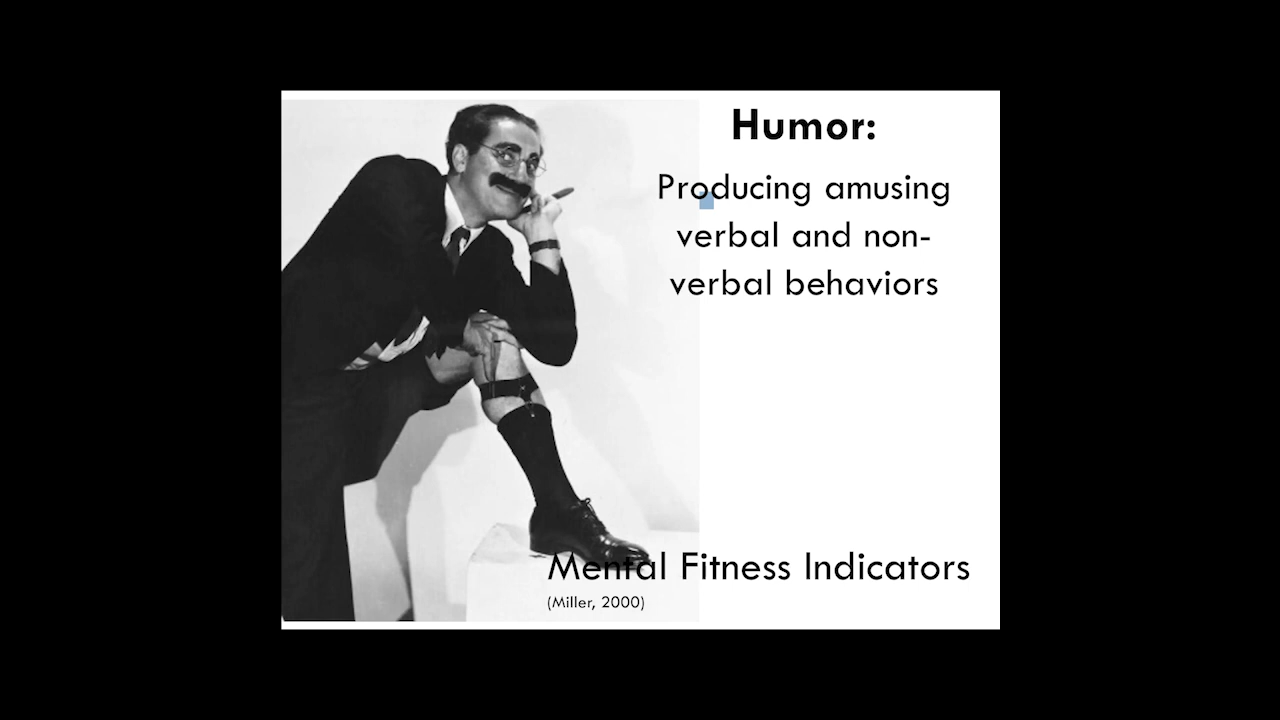 Humor:
Producing amusing
verbal and non-
verbal behaviors
Mental Fitness Indicators
(Miller, 2000)